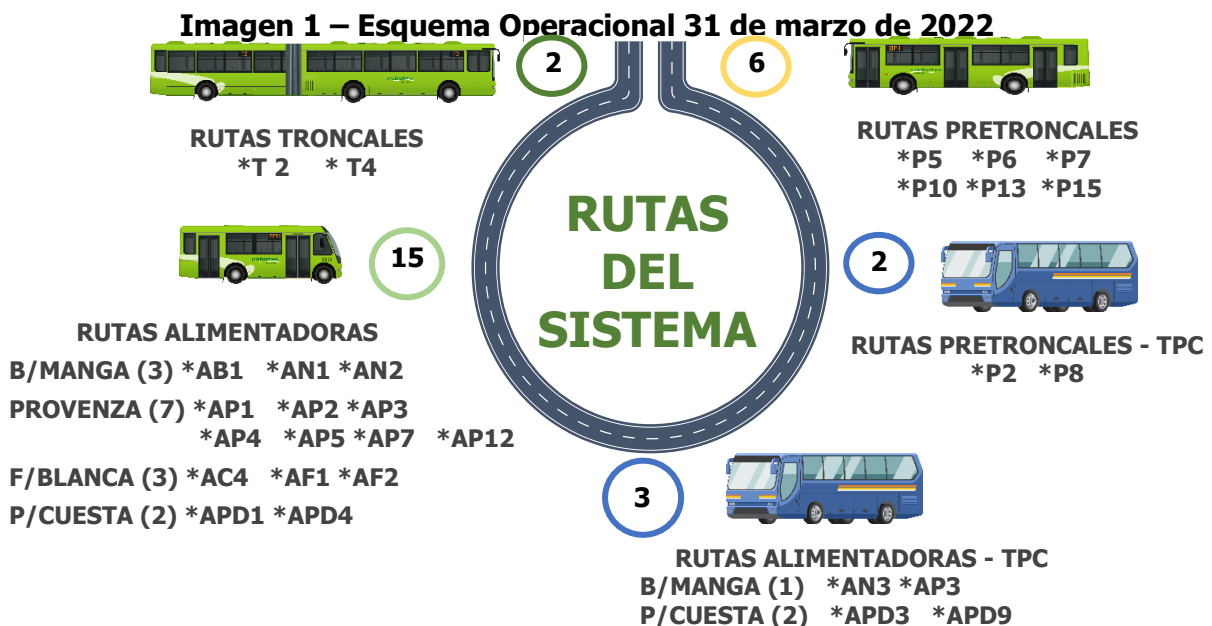 Imagen 1 – Esquema Operacional 31 de marzo de 2022
2
6
RUTAS TRONCALES
*T 2 * T4
RUTAS PRETRONCALES
*P5 *P6 *P7
*P10 *P13 *P15
15
RUTAS
DEL
SISTEMA
2
RUTAS ALIMENTADORAS
B/MANGA (3) *AB1 *AN1 *AN2
PROVENZA (7) *AP1 *AP2 *AP3
*AP4 *AP5 *AP7 *AP12
F/BLANCA (3) *AC4 *AF1 *AF2
P/CUESTA (2) *APD1 *APD4
RUTAS PRETRONCALES - TPC
*P2 *P8
3
RUTAS ALIMENTADORAS - TPC
B/MANGA (1) *AN3 *AP3
P/CUESTA (2) *APD3 *APD9